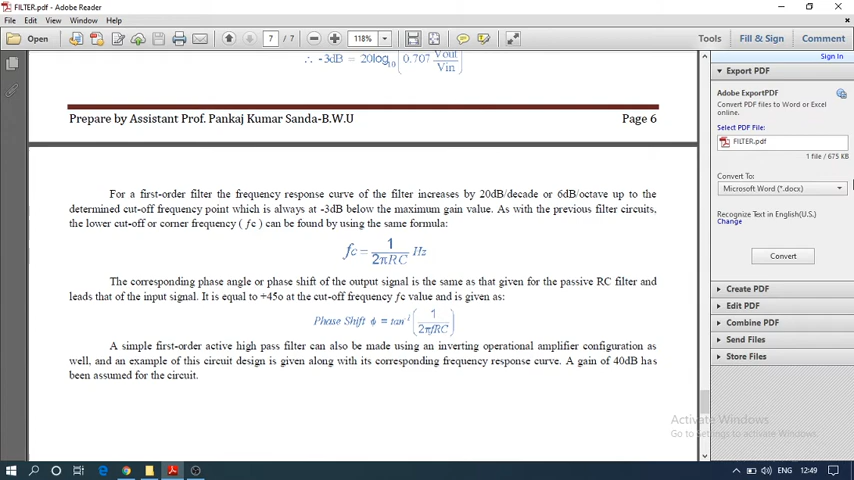 FILTER.pdf - Adobe Reader
File Edit View Window Help
Open 7 / 7 118% Tools Fill & Sign Comment
Sign In
∴ -3dB = 20log10 (0.707 Vout/Vin)
Prepare by Assistant Prof. Pankaj Kumar Sanda-B.W.U Page 6
For a first-order filter the frequency response curve of the filter increases by 20dB/decade or 6dB/octave up to the
determined cut-off frequency point which is always at -3dB below the maximum gain value. As with the previous filter circuits,
the lower cut-off or corner frequency ( ƒc ) can be found by using the same formula:
fc = 1/2πRC Hz
The corresponding phase angle or phase shift of the output signal is the same as that given for the passive RC filter and
leads that of the input signal. It is equal to +45o at the cut-off frequency ƒc value and is given as:
Phase Shift ϕ = tan⁻¹ (1/2πfRC)
A simple first-order active high pass filter can also be made using an inverting operational amplifier configuration as
well, and an example of this circuit design is given along with its corresponding frequency response curve. A gain of 40dB has
been assumed for the circuit.
Export PDF
Adobe ExportPDF
Convert PDF files to Word or Excel
online.
Select PDF File:
FILTER.pdf
1 file / 675 KB
Convert To:
Microsoft Word (*.docx)
Recognize Text in English(U.S.)
Change
Convert
Create PDF
Edit PDF
Combine PDF
Send Files
Store Files
Activate Windows
Go to Settings to activate Windows.
ENG 12:49